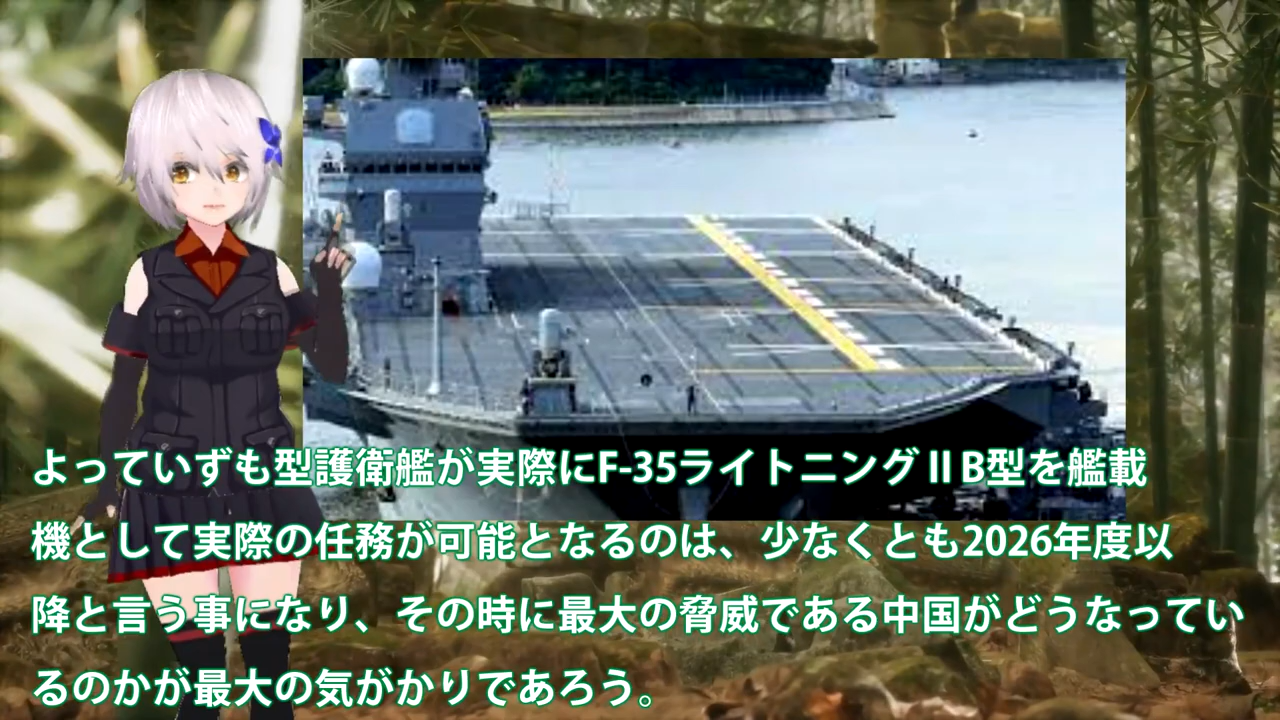 よっていずも型護衛艦が実際にF-35ライトニングⅡB型を艦載
機として実際の任務が可能となるのは、少なくとも2026年度以
降と言う事になり、その時に最大の脅威である中国がどうなってい
るのかが最大の気がかりであろう。